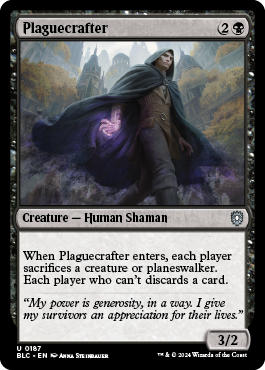 Plaguecrafter 2
Creature — Human Shaman
When Plaguecrafter enters, each player
sacrifices a creature or planeswalker.
Each player who can't discards a card.
"My power is generosity, in a way. I give
my survivors an appreciation for their lives."
3/2
U 0187
BLC • EN Anna Steinbauer
™ & © 2024 Wizards of the Coast